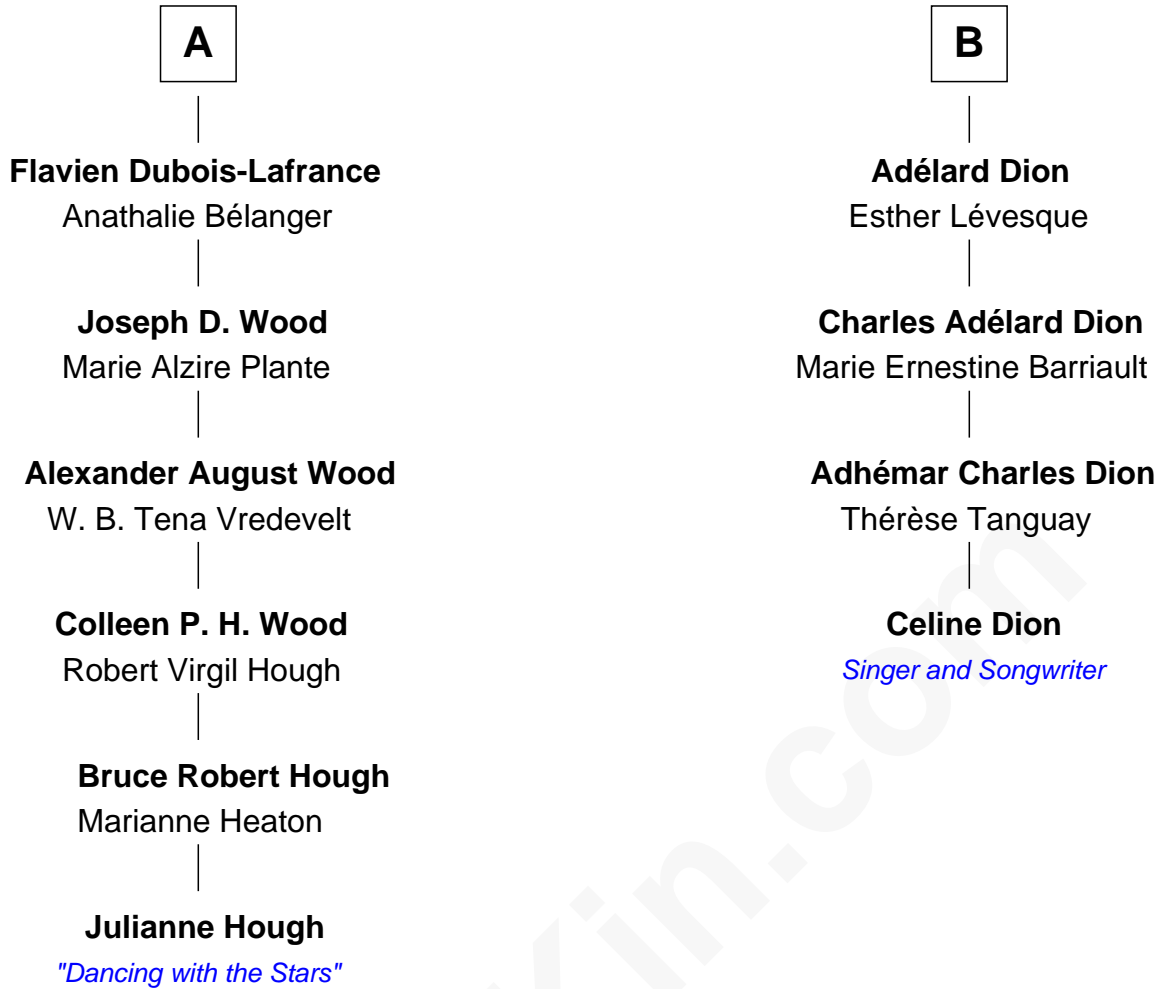 A
Flavien Dubois-Lafrance
Anathalie Bélanger
Joseph D. Wood
Marie Alzire Plante
Alexander August Wood
W. B. Tena Vredevelt
Colleen P. H. Wood
Robert Virgil Hough
Bruce Robert Hough
Marianne Heaton
Julianne Hough
"Dancing with the Stars"
B
Adélard Dion
Esther Lévesque
Charles Adélard Dion
Marie Ernestine Barriault
Adhémar Charles Dion
Thérèse Tanguay
Celine Dion
Singer and Songwriter
Kin.com